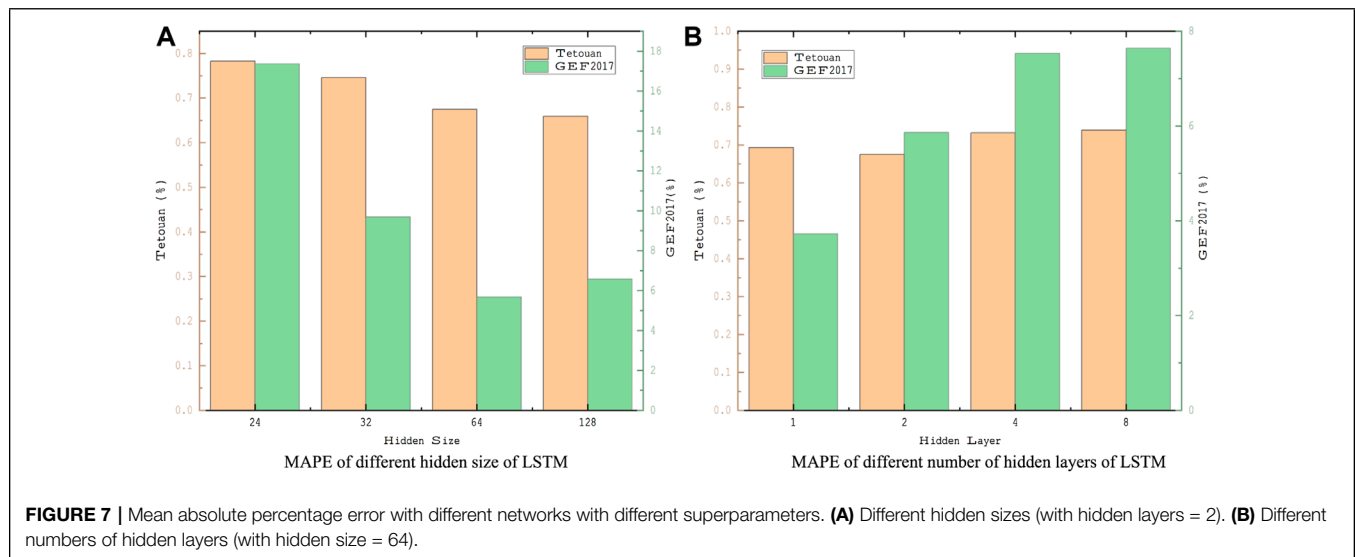 A
Tetouan
GEF2017
0.8
0.7
0.6
0.5
0.4
0.3
0.2
0.1
0.0
Tetouan (%)
18
16
14
12
10
8
6
4
2
0
GEF2017(%)
24 32 64 128
Hidden Size
MAPE of different hidden size of LSTM
B
Tetouan
GEF2017
1.0
0.9
0.8
0.7
0.6
0.5
0.4
0.3
0.2
0.1
0.0
Tetouan (%)
8
6
4
2
0
GEF2017 (%)
1 2 4 8
Hidden Layer
MAPE of different number of hidden layers of LSTM
FIGURE 7 | Mean absolute percentage error with different networks with different superparameters. (A) Different hidden sizes (with hidden layers = 2). (B) Different
numbers of hidden layers (with hidden size = 64).